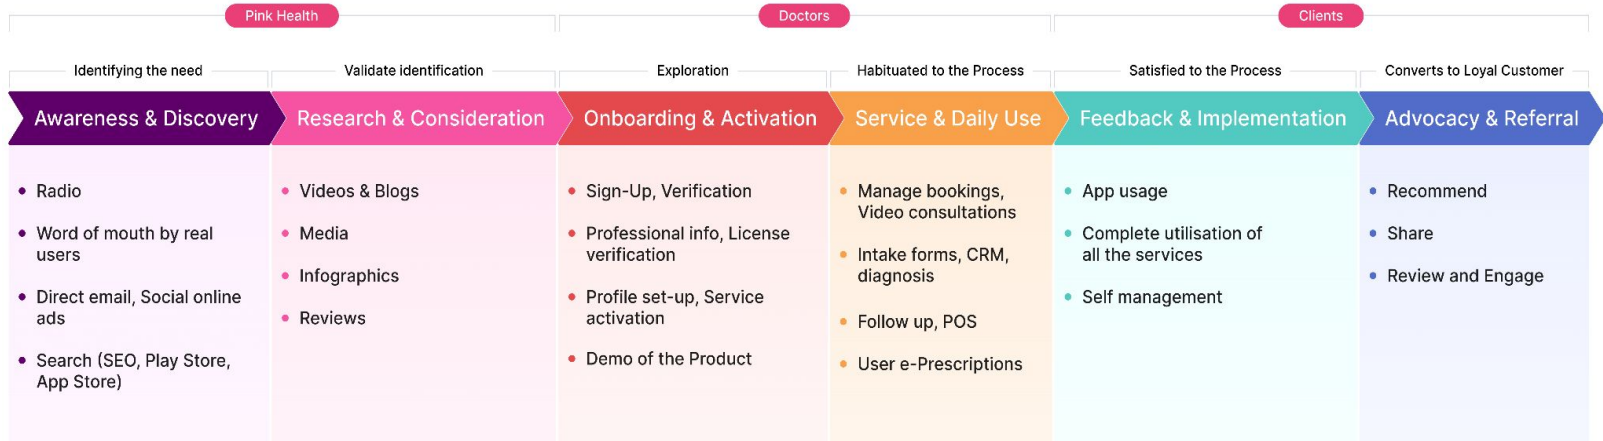 Pink Health
Doctors
Clients
Identifying the need
Validate identification
Exploration
Habituated to the Process
Satisfied to the Process
Converts to Loyal Customer
Awareness & Discovery
Research & Consideration
Onboarding & Activation
Service & Daily Use
Feedback & Implementation
Advocacy & Referral
• Radio
• Word of mouth by real
users
• Direct email, Social online
ads
• Search (SEO, Play Store,
App Store)
• Videos & Blogs
• Media
• Infographics
• Reviews
• Sign-Up, Verification
• Professional info, License
verification
• Profile set-up, Service
activation
• Demo of the Product
• Manage bookings,
Video consultations
• Intake forms, CRM,
diagnosis
• Follow up, POS
• User e-Prescriptions
• App usage
• Complete utilisation of
all the services
• Self management
• Recommend
• Share
• Review and Engage